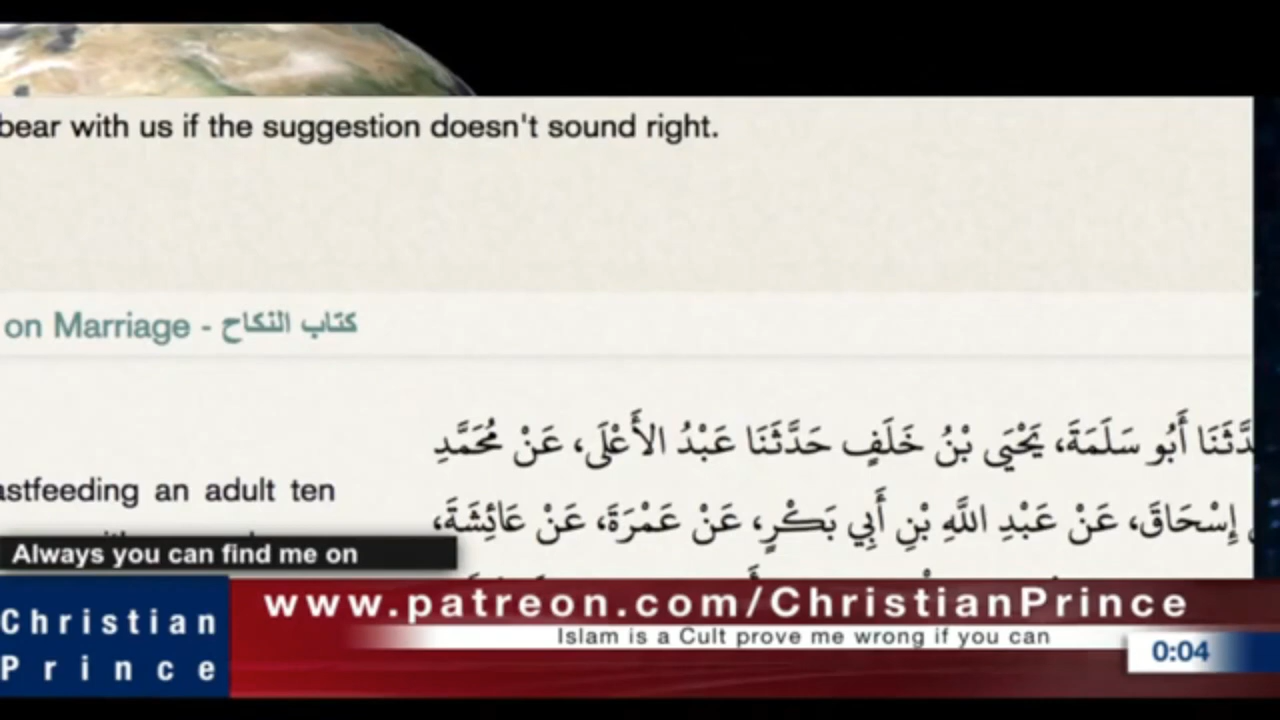 bear with us if the suggestion doesn't sound right.
on Marriage - كتاب النكاح
حَدَّثَنَا أَبُو سَلَمَةَ، يَحْيَى بْنُ خَلَفٍ حَدَّثَنَا عَبْدُ الأَعْلَى، عَنْ مُحَمَّدِ
astfeeding an adult ten
إِسْحَاقَ، عَنْ عَبْدِ اللَّهِ بْنِ أَبِي بَكْرٍ، عَنْ عَمْرَةَ، عَنْ عَائِشَةَ،
Always you can find me on
www.patreon.com/ChristianPrince
Christian
Prince
Islam is a Cult prove me wrong if you can
0:04